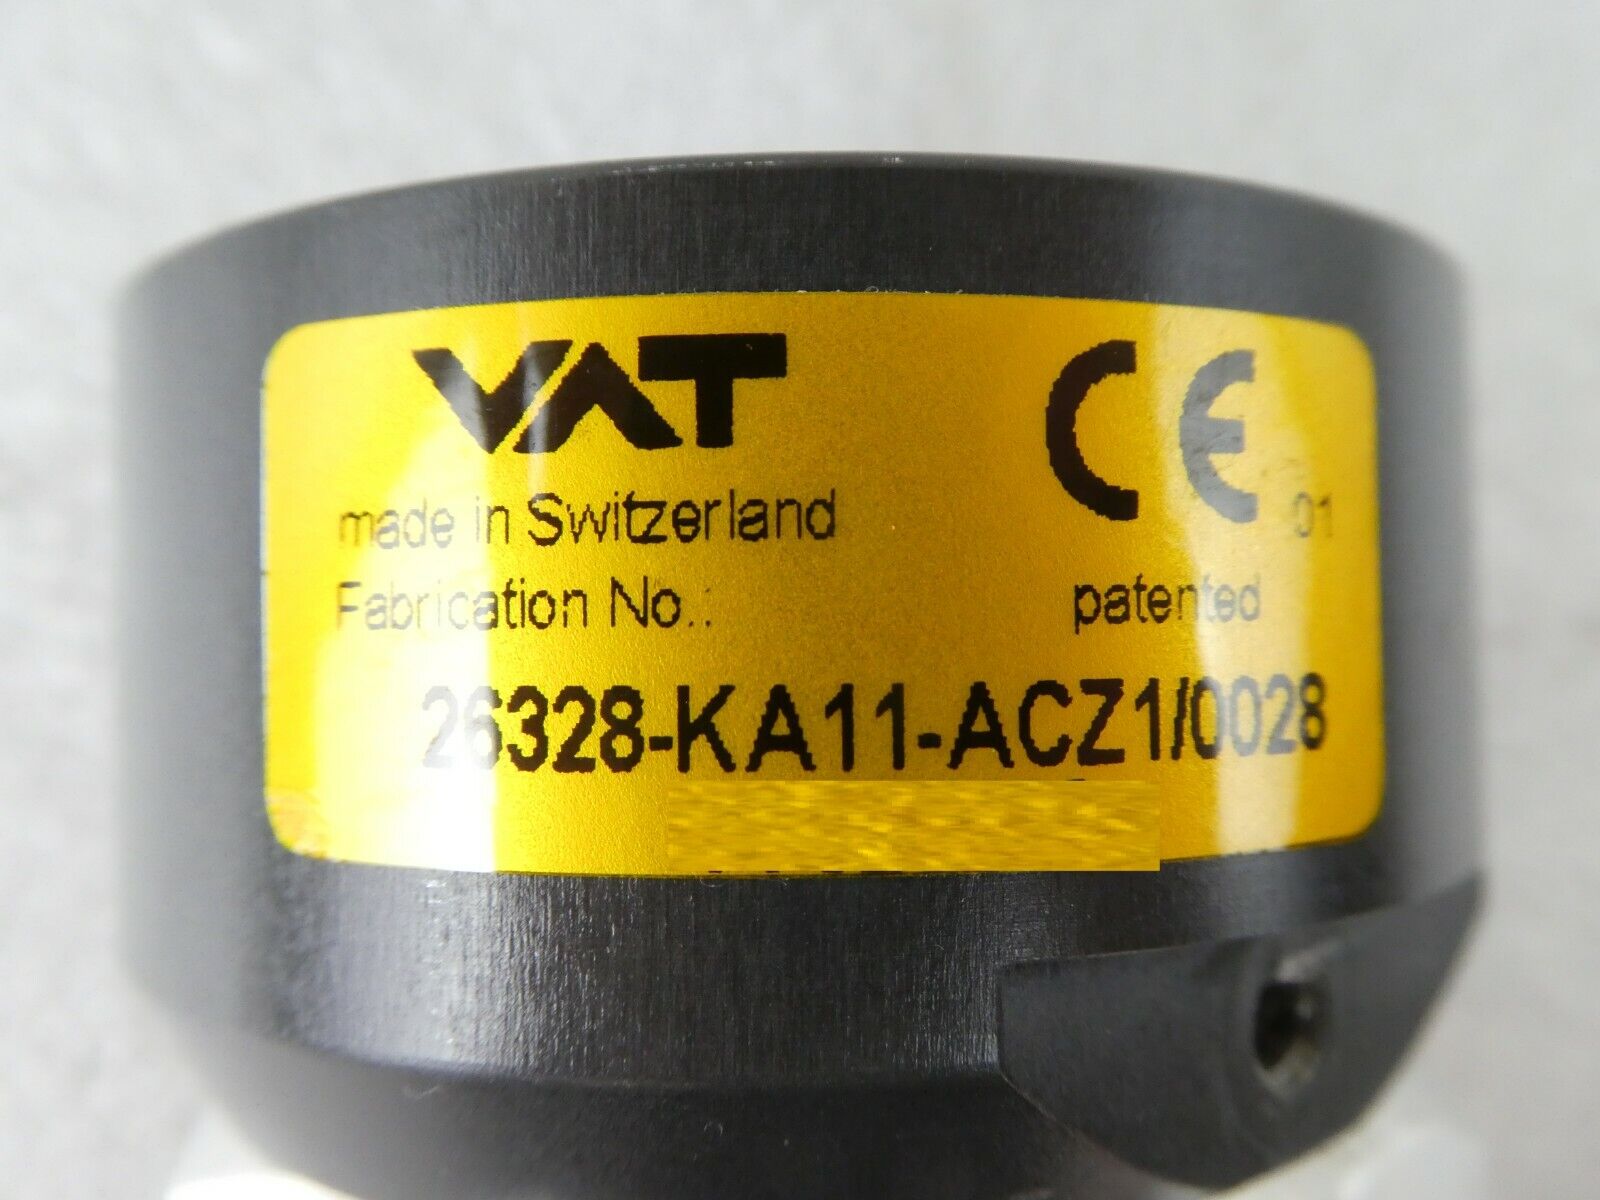 VAT CE
made in Switzerland 01
Fabrication No.: patented
26328-KA11-ACZ1/0028